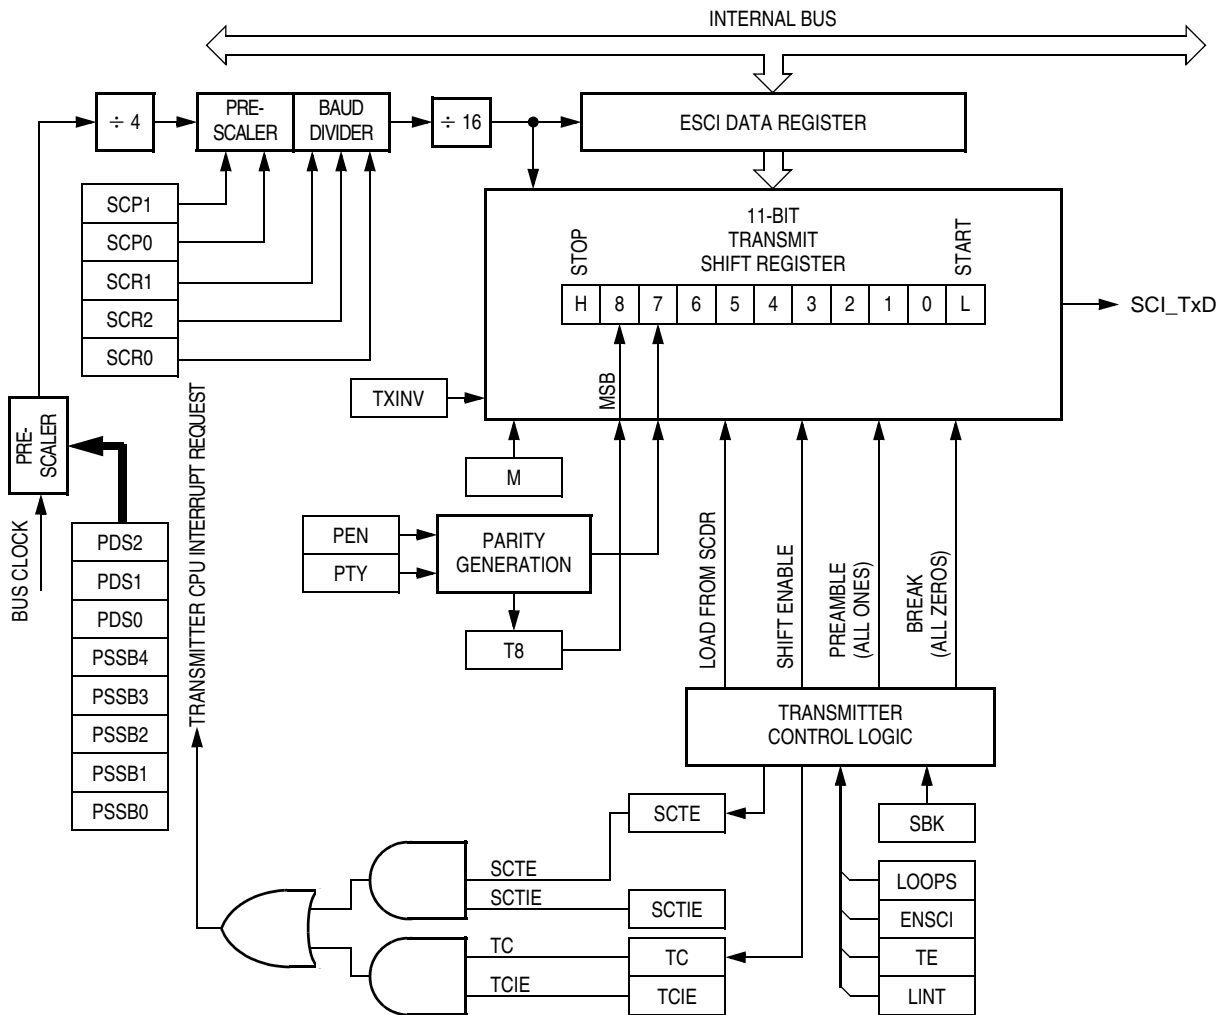 INTERNAL BUS
÷ 4
PRE-
SCALER
BAUD
DIVIDER
÷ 16
ESCI DATA REGISTER
SCP1
SCP0
SCR1
SCR2
SCR0
11-BIT
TRANSMIT
SHIFT REGISTER
STOP
START
H 8 7 6 5 4 3 2 1 0 L
SCI_TxD
TXINV
MSB
M
PRE-
SCALER
BUS CLOCK
TRANSMITTER CPU INTERRUPT REQUEST
PDS2
PDS1
PDS0
PSSB4
PSSB3
PSSB2
PSSB1
PSSB0
PEN
PTY
PARITY
GENERATION
T8
LOAD FROM SCDR
SHIFT ENABLE
PREAMBLE
(ALL ONES)
BREAK
(ALL ZEROS)
TRANSMITTER
CONTROL LOGIC
SCTE
SBK
SCTE
SCTIE
SCTIE
TC
TC
TCIE
TCIE
LOOPS
ENSCI
TE
LINT